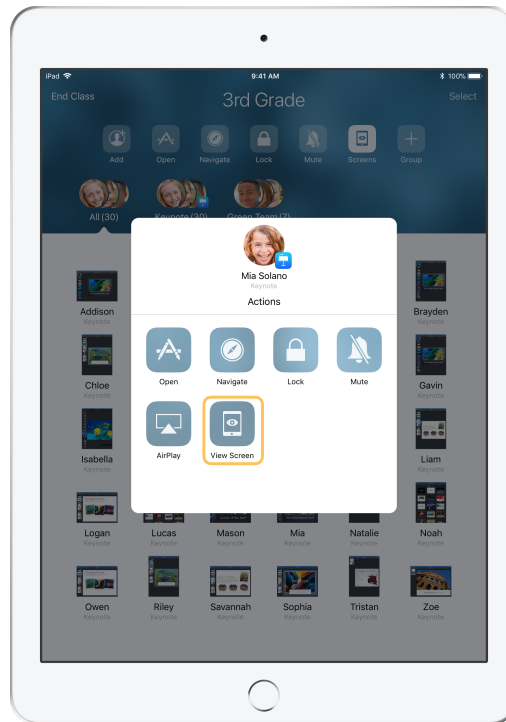 iPad 9:41 AM 100%
End Class 3rd Grade Select
Add Open Navigate Lock Mute Screens Group
All (30) Keynote (30) Green Team (7)
Mia Solano
Keynote
Actions
Addison Brayden
Keynote Keynote
Open Navigate Lock Mute
Chloe Gavin
Keynote Keynote
AirPlay View Screen
Isabella Liam
Keynote Keynote
Logan Lucas Mason Mia Natalie Noah
Keynote Keynote Keynote Keynote Keynote Keynote
Owen Riley Savannah Sophia Tristan Zoe
Keynote Keynote Keynote Keynote Keynote Keynote